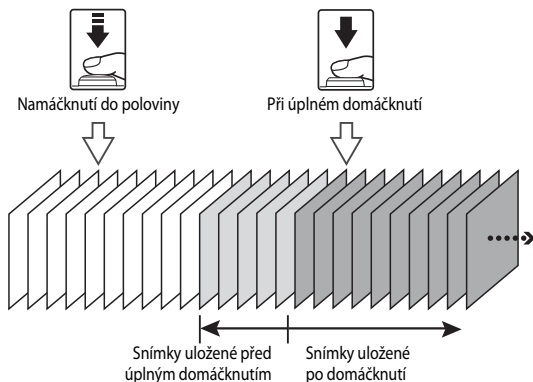 Namáčknutí do poloviny
Při úplném domáčknutí
Snímky uložené před
úplným domáčknutím
Snímky uložené
po domáčknutí